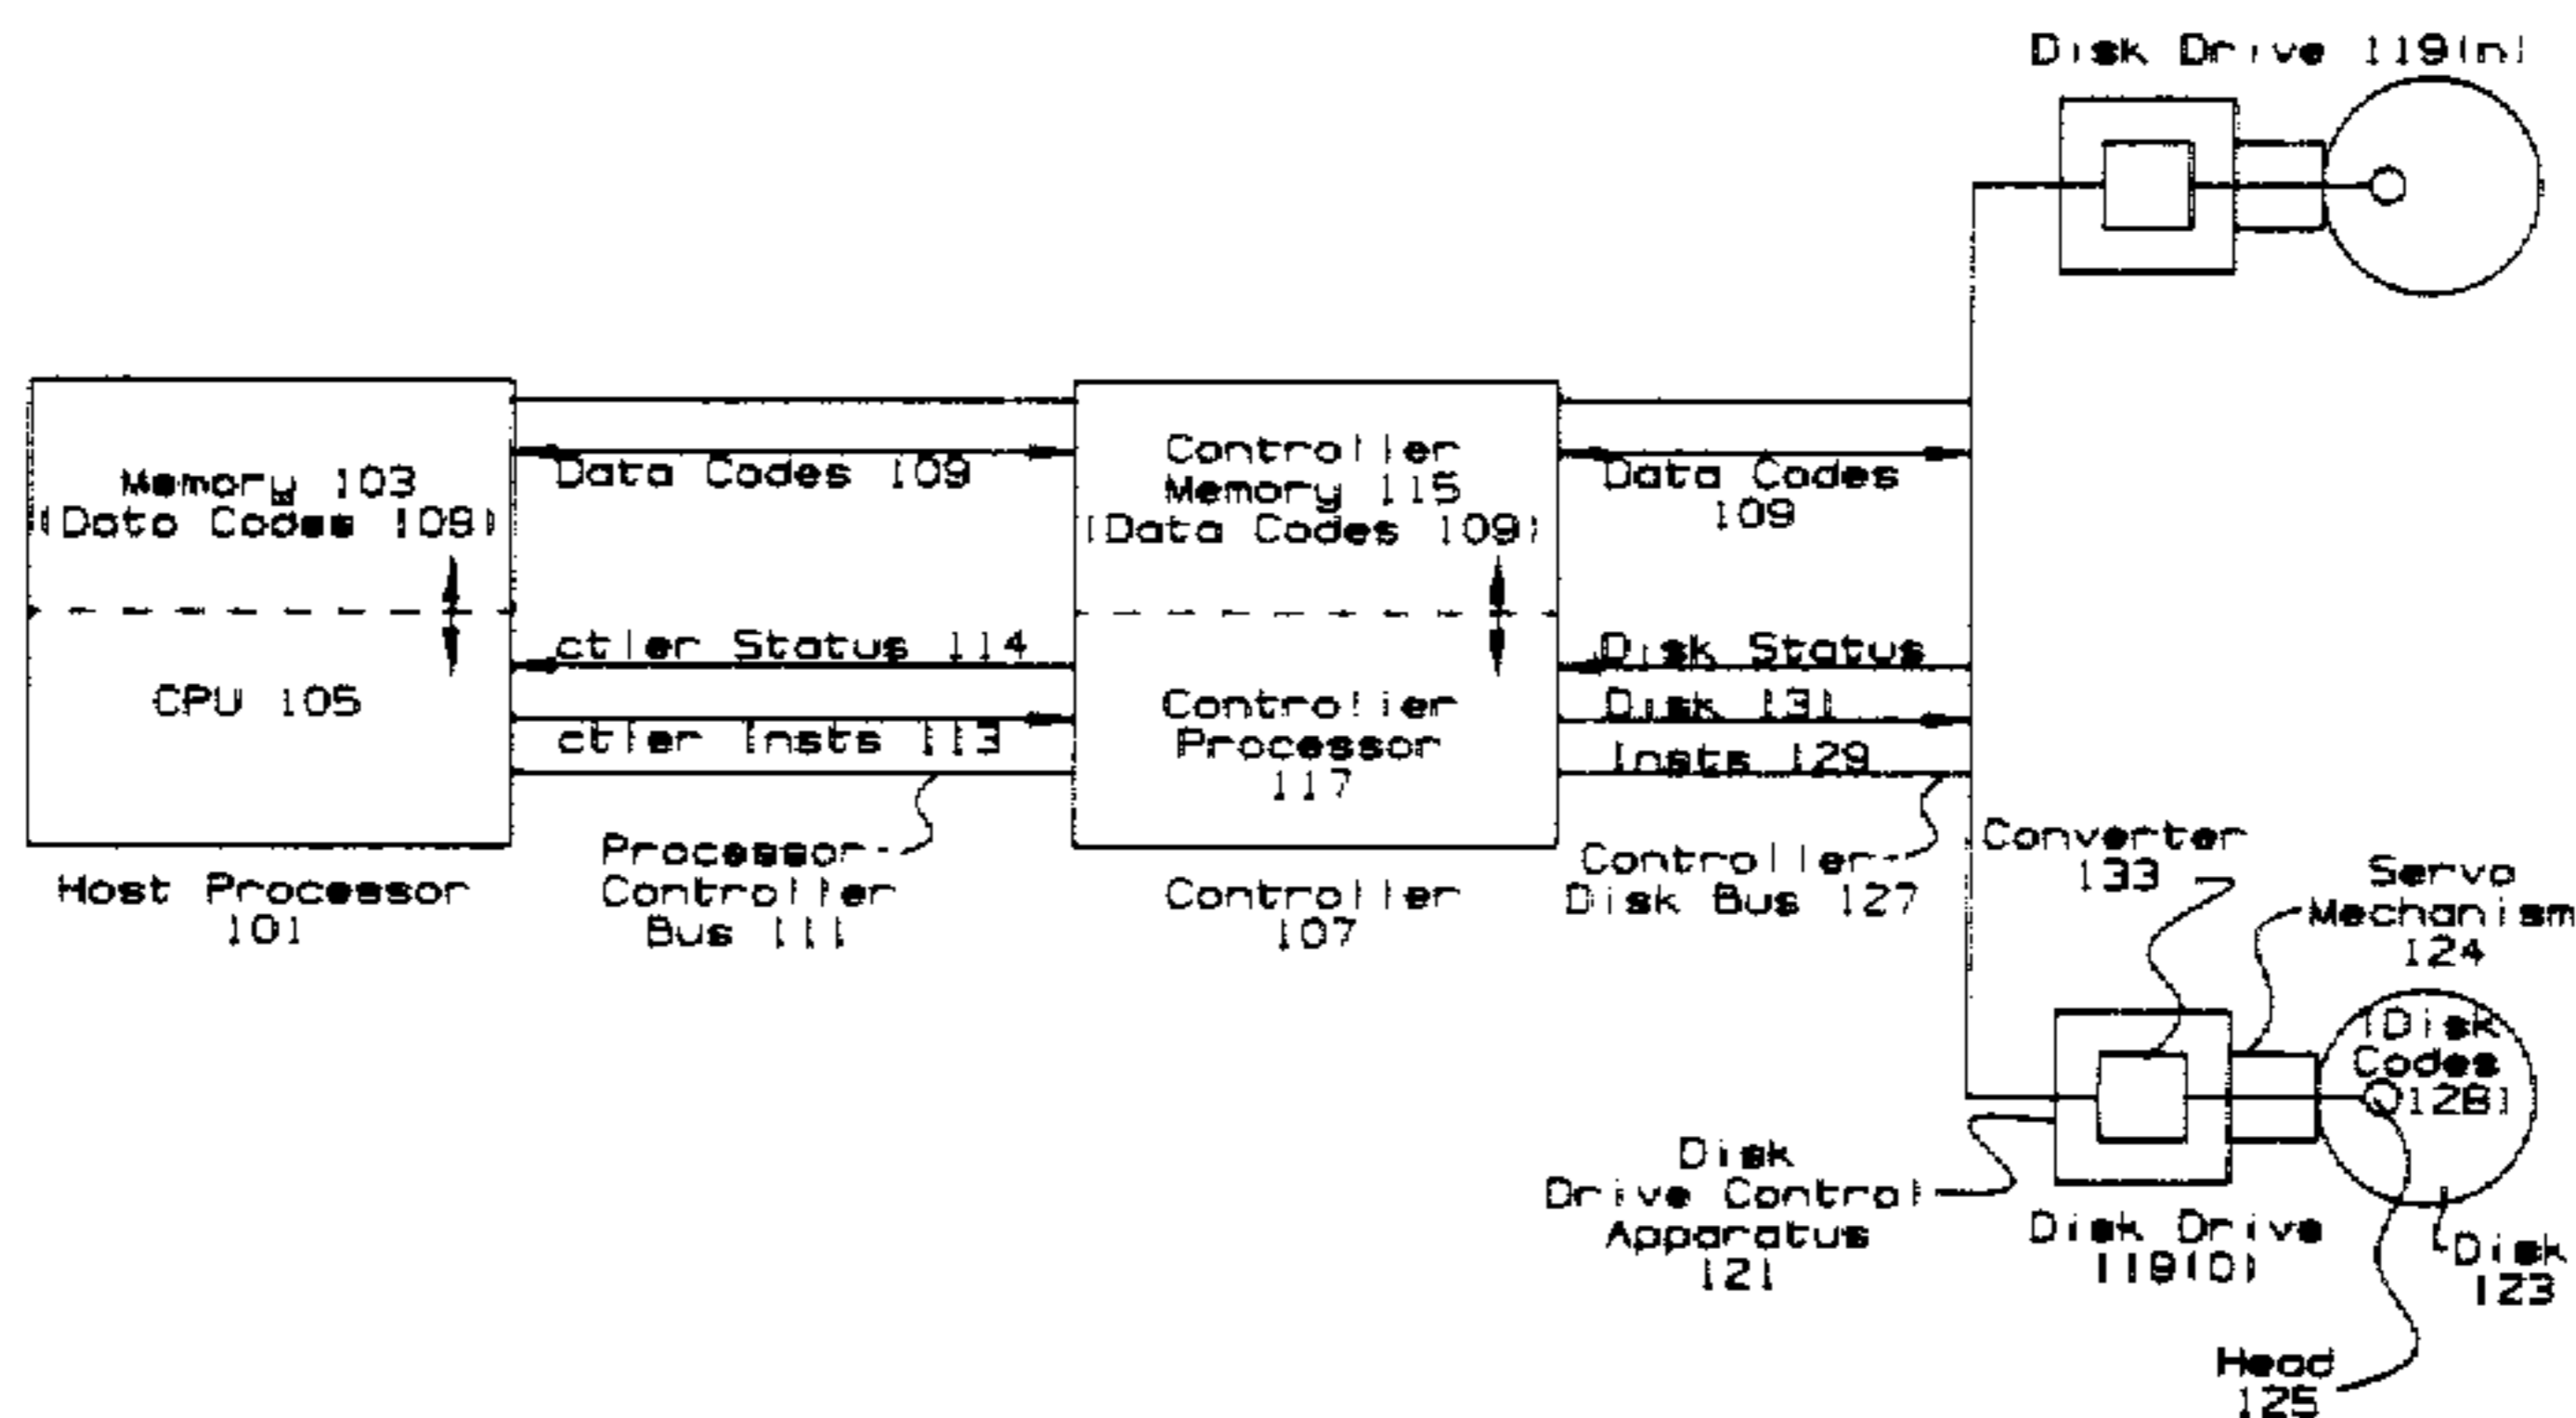 Disk Drive 119(n)
Memory 103
(Data Codes 109)
CPU 105
Host Processor
101
Data Codes 109
ctler Status 114
ctler Insts 113
Processor-
Controller
Bus 111
Controller
Memory 115
(Data Codes 109)
Controller
Processor
117
Controller
107
Data Codes
109
Disk Status
Disk 131
Insts 129
Controller-
Disk Bus 127
Converter
133
Servo
Mechanism
124
(Disk
Codes
128)
Disk
Drive Control
Apparatus
121
Disk Drive
119(0)
Disk
123
Head
125